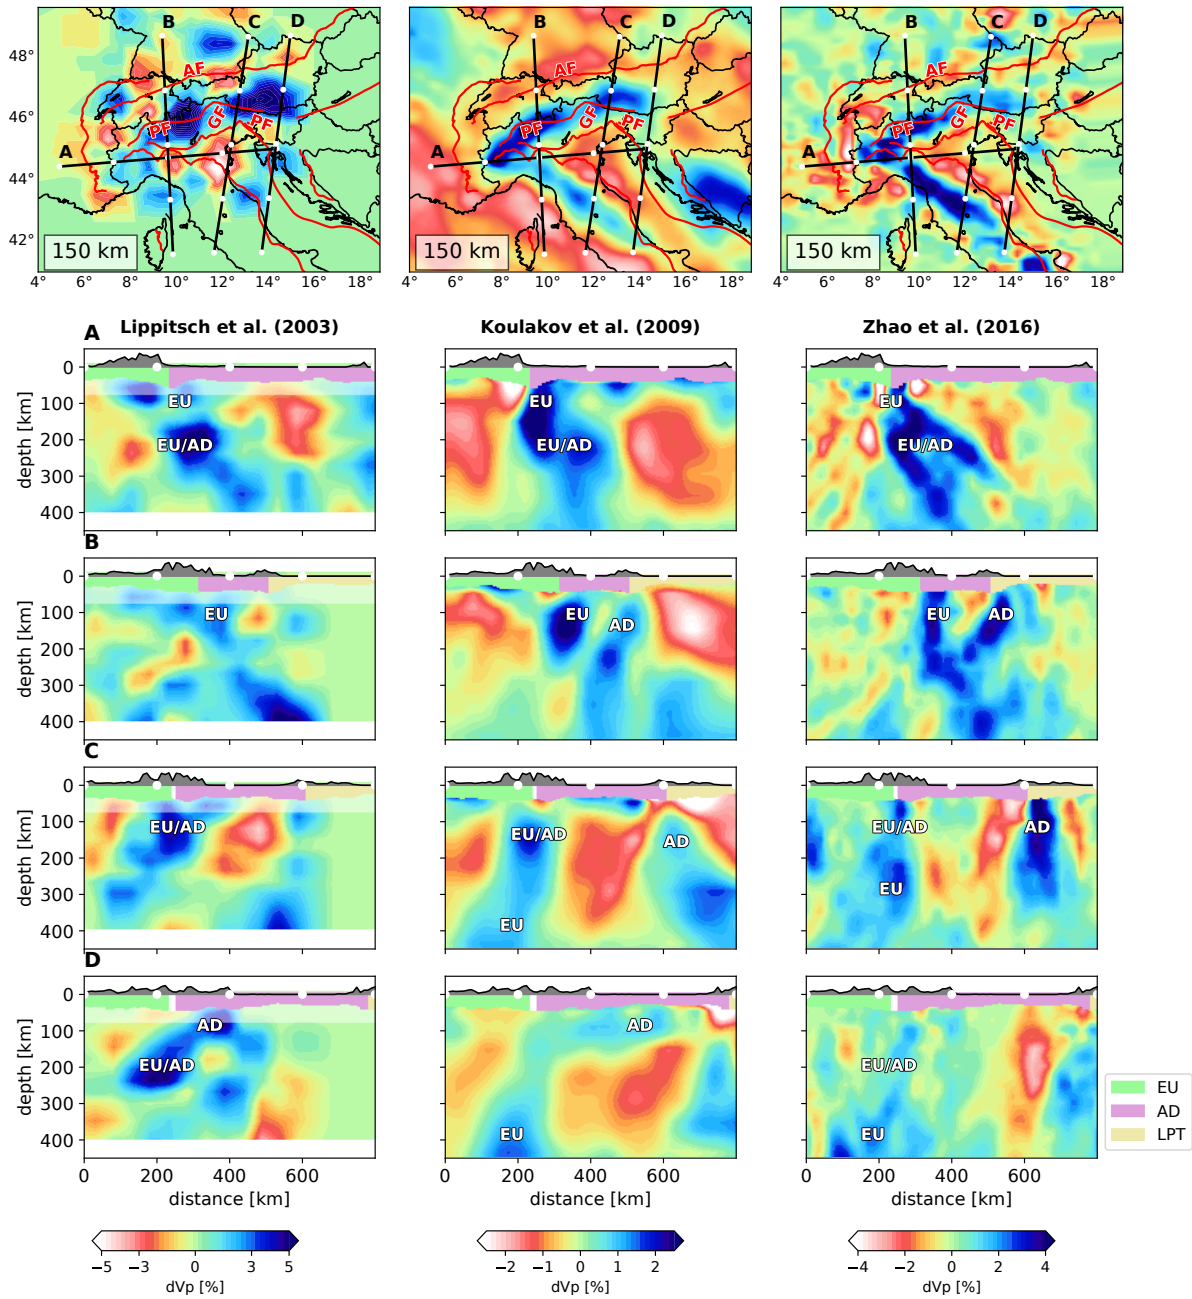 B C D
B C D
B C D
48°
46°
44°
42°
AF
PF
GF
PF
A
150 km
AF
PF
GF
PF
A
150 km
AF
PF
GF
PF
A
150 km
4° 6° 8° 10° 12° 14° 16° 18°
4° 6° 8° 10° 12° 14° 16° 18°
4° 6° 8° 10° 12° 14° 16° 18°
A
Lippitsch et al. (2003)
Koulakov et al. (2009)
Zhao et al. (2016)
depth [km]
0
100
200
300
400
EU
EU/AD
EU
EU/AD
EU
EU/AD
B
depth [km]
0
100
200
300
400
EU
EU
AD
EU
AD
C
depth [km]
0
100
200
300
400
EU/AD
EU/AD
AD
EU
EU/AD
AD
EU
D
depth [km]
0
100
200
300
400
AD
EU/AD
AD
EU
EU/AD
EU
0 200 400 600
0 200 400 600
0 200 400 600
distance [km]
distance [km]
distance [km]
EU
AD
LPT
−5 −3 0 3 5
dVp [%]
−2 −1 0 1 2
dVp [%]
−4 −2 0 2 4
dVp [%]